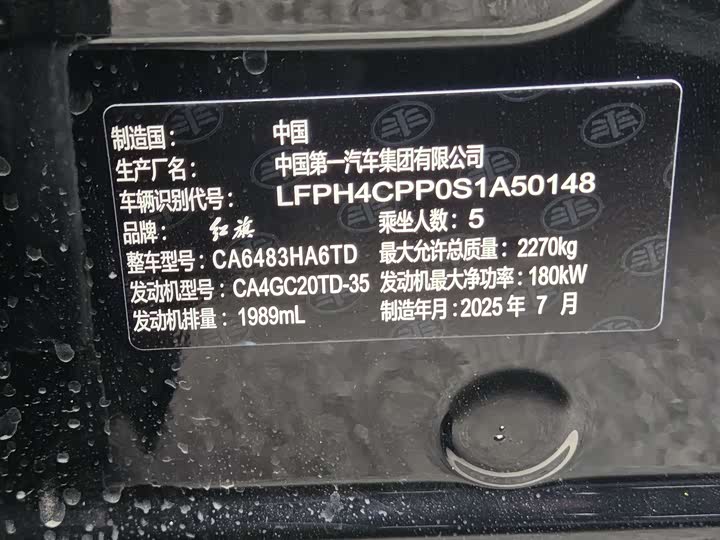 制造国： 中国
生产厂名： 中国第一汽车集团有限公司
车辆识别代号： LFPH4CPP0S1A50148
品牌： 红旗 乘坐人数：5
整车型号：CA6483HA6TD 最大允许总质量：2270kg
发动机型号：CA4GC20TD-35 发动机最大净功率：180kW
发动机排量：1989mL 制造年月：2025 年 7 月